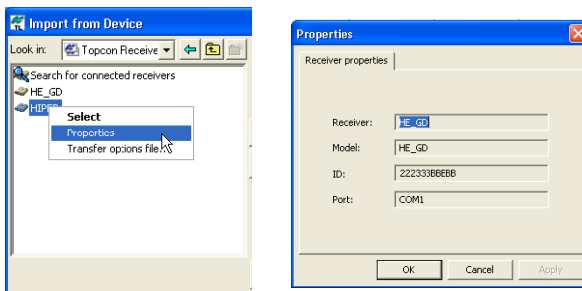 Import from Device
Look in: Topcon Receive
Search for connected receivers
HE_GD
HIPER
Select
Properties
Transfer options file...
Properties
Receiver properties
Receiver: HE_GD
Model: HE_GD
ID: 222333BBEBB
Port: COM1
OK Cancel Apply